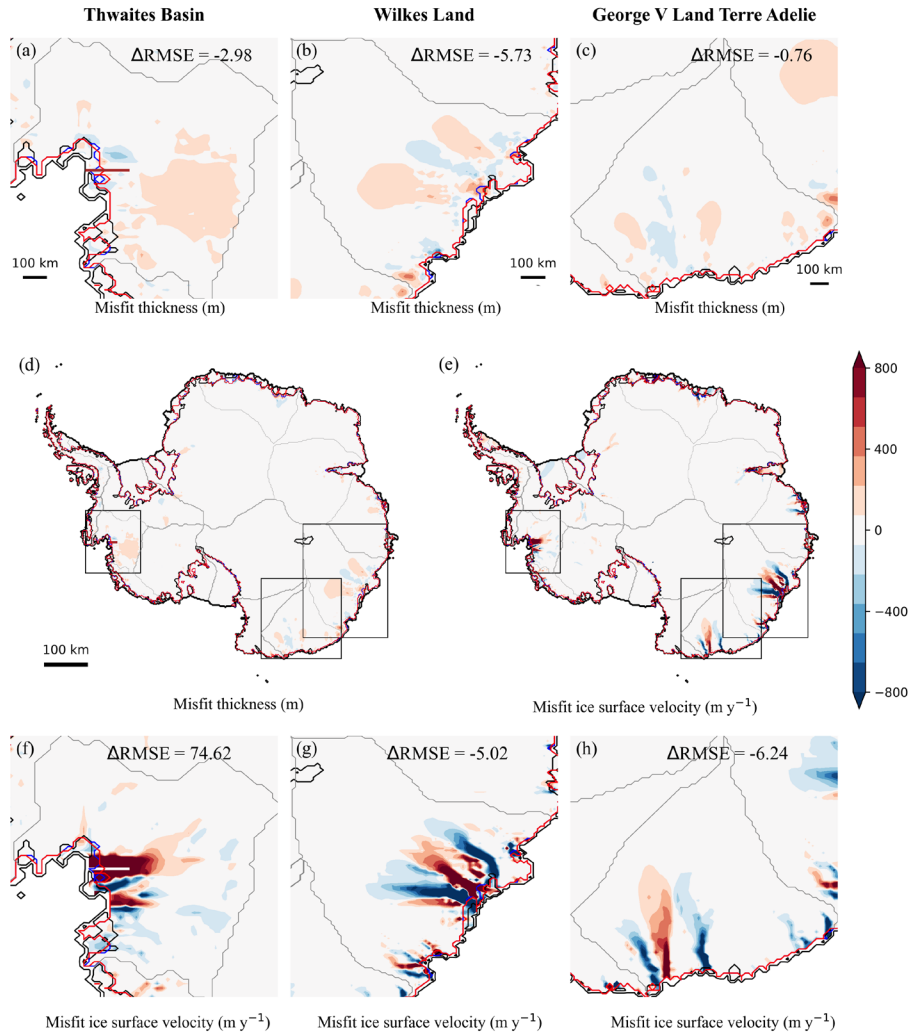 Thwaites Basin
Wilkes Land
George V Land Terre Adelie
(a)
ΔRMSE = -2.98
(b)
ΔRMSE = -5.73
(c)
ΔRMSE = -0.76
100 km
100 km
100 km
Misfit thickness (m)
Misfit thickness (m)
Misfit thickness (m)
(d)
(e)
800
400
0
−400
−800
100 km
Misfit thickness (m)
Misfit ice surface velocity (m y⁻¹)
(f)
ΔRMSE = 74.62
(g)
ΔRMSE = -5.02
(h)
ΔRMSE = -6.24
Misfit ice surface velocity (m y⁻¹)
Misfit ice surface velocity (m y⁻¹)
Misfit ice surface velocity (m y⁻¹)